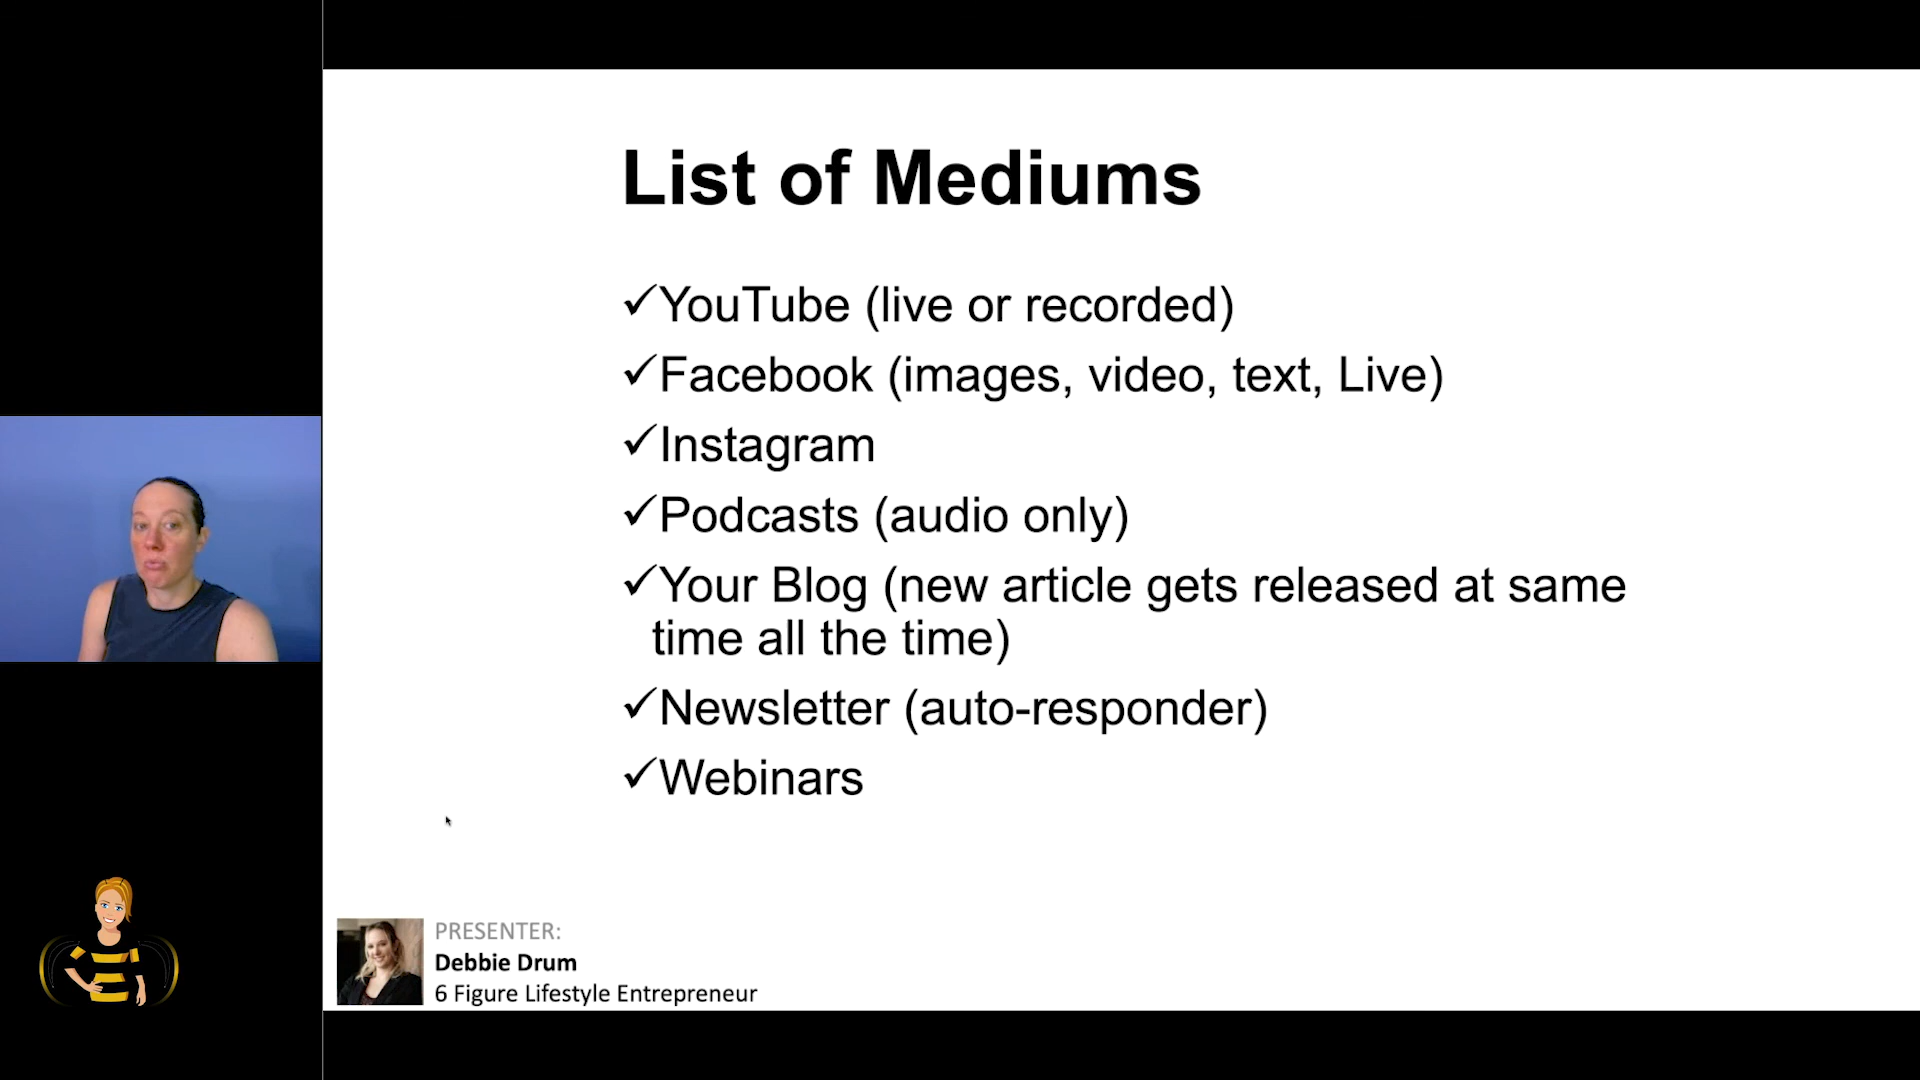 List of Mediums
✓YouTube (live or recorded)
✓Facebook (images, video, text, Live)
✓Instagram
✓Podcasts (audio only)
✓Your Blog (new article gets released at same
time all the time)
✓Newsletter (auto-responder)
✓Webinars
PRESENTER:
Debbie Drum
6 Figure Lifestyle Entrepreneur